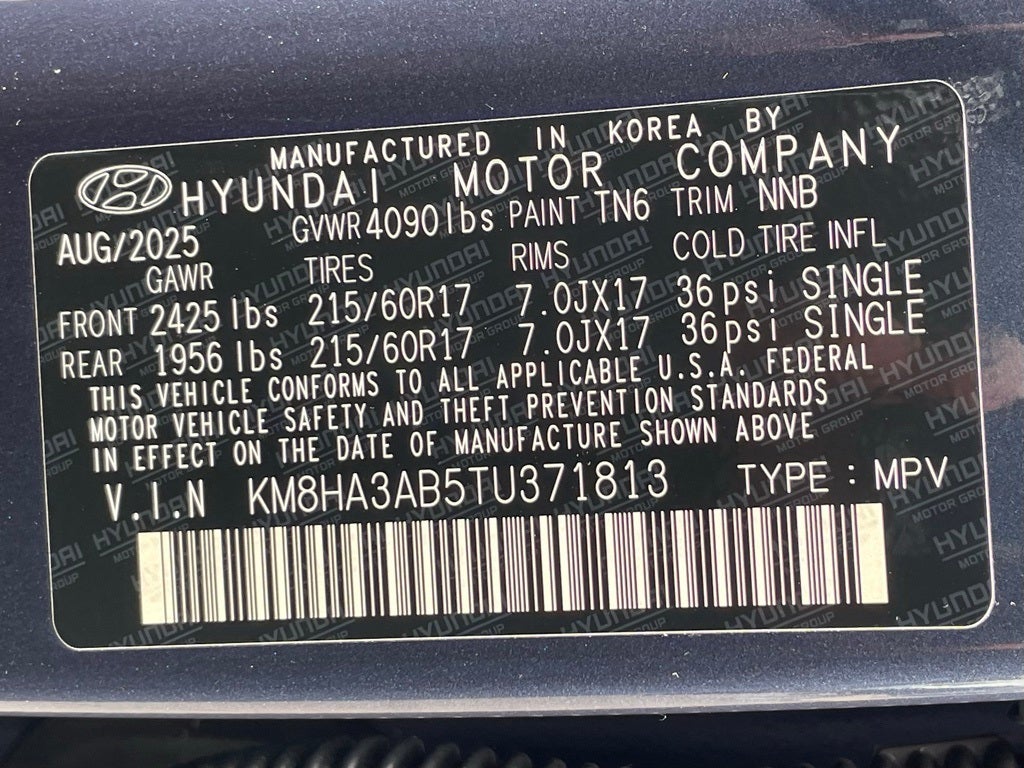 MANUFACTURED IN KOREA BY
HYUNDAI MOTOR COMPANY
AUG/2025 GVWR 4090 lbs PAINT TN6 TRIM NNB
GAWR TIRES RIMS COLD TIRE INFL
FRONT 2425 lbs 215/60R17 7.0JX17 36psi SINGLE
REAR 1956 lbs 215/60R17 7.0JX17 36psi SINGLE
THIS VEHICLE CONFORMS TO ALL APPLICABLE U.S.A. FEDERAL
MOTOR VEHICLE SAFETY AND THEFT PREVENTION STANDARDS
IN EFFECT ON THE DATE OF MANUFACTURE SHOWN ABOVE
V.I.N KM8HA3AB5TU371813 TYPE : MPV